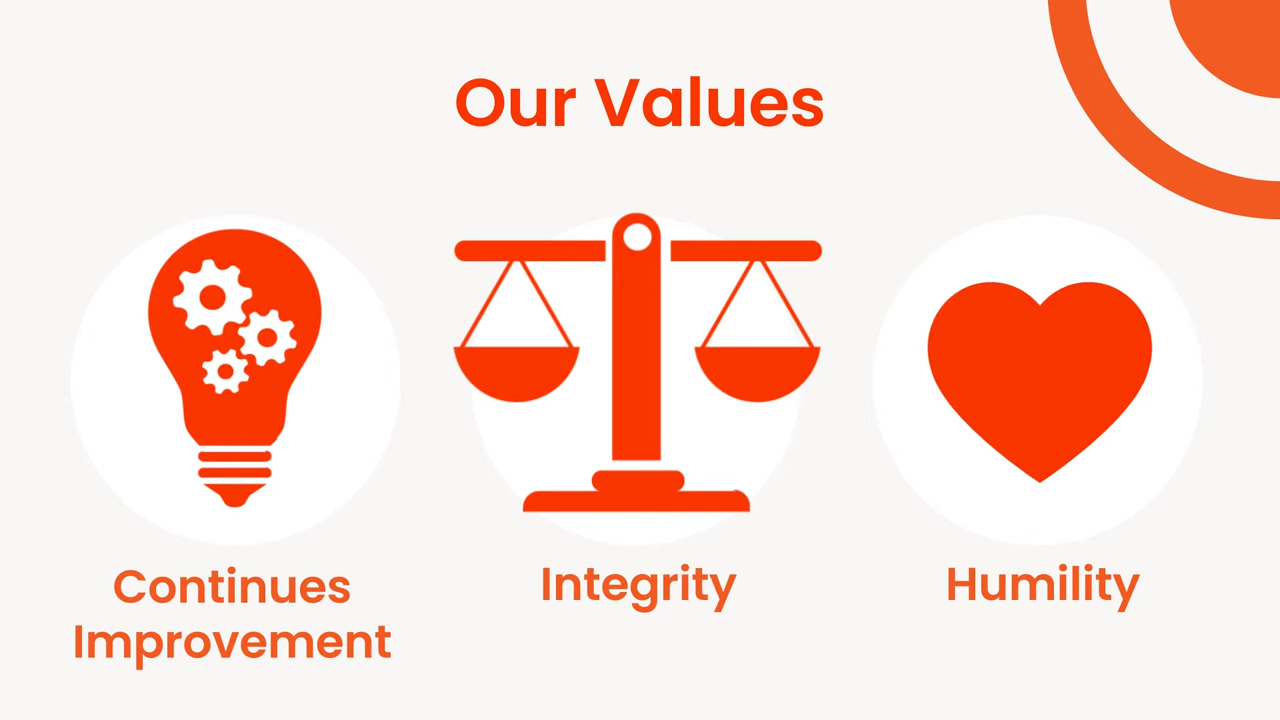 Our Values
Continues
Improvement
Integrity
Humility